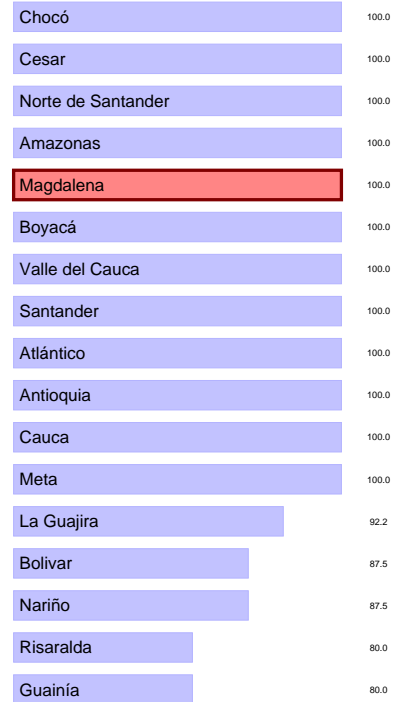 Chocó 100.0
Cesar 100.0
Norte de Santander 100.0
Amazonas 100.0
Magdalena 100.0
Boyacá 100.0
Valle del Cauca 100.0
Santander 100.0
Atlántico 100.0
Antioquia 100.0
Cauca 100.0
Meta 100.0
La Guajira 92.2
Bolivar 87.5
Nariño 87.5
Risaralda 80.0
Guainía 80.0